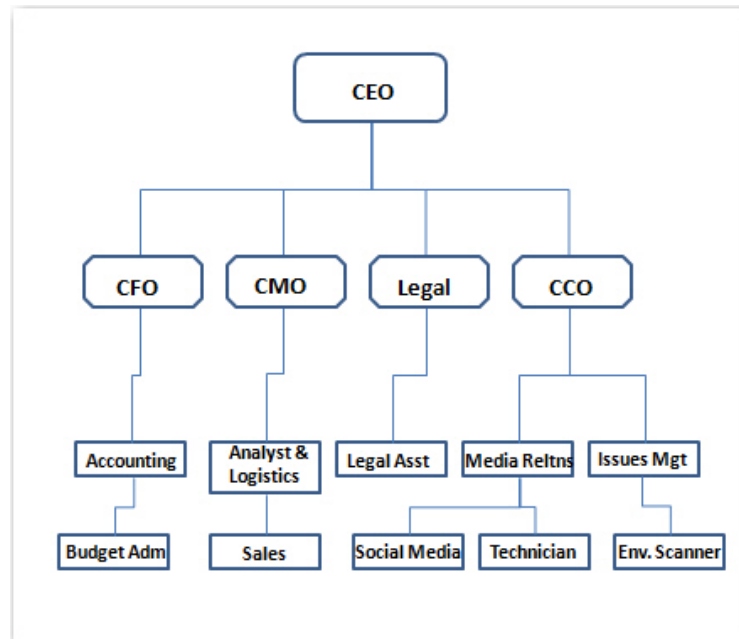 CEO
CFO
CMO
Legal
CCO
Accounting
Analyst &
Logistics
Legal Asst
Media Reltns
Issues Mgt
Budget Adm
Sales
Social Media
Technician
Env. Scanner